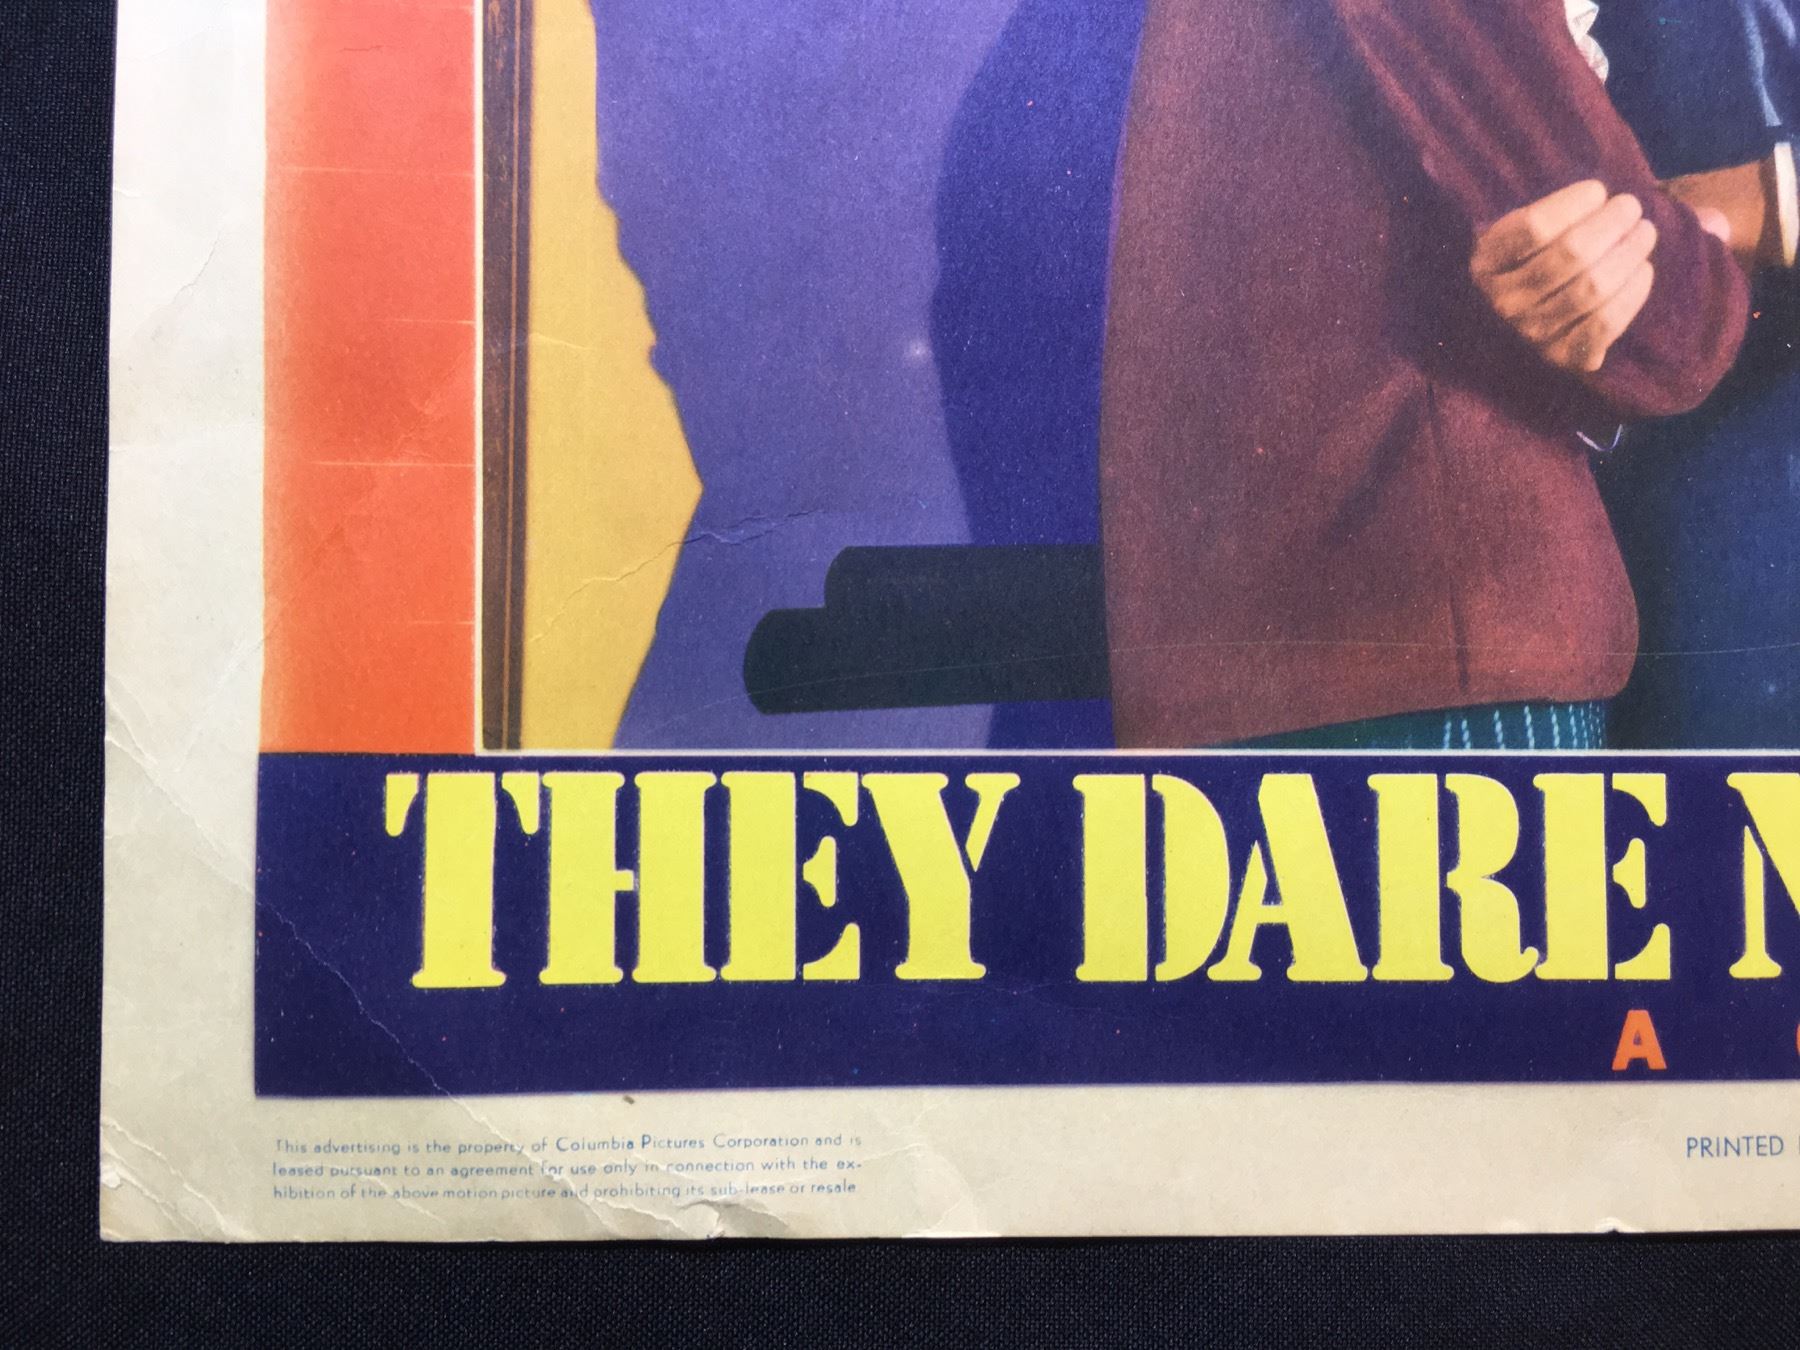 THEY DARE N
A
This advertising is the property of Columbia Pictures Corporation and is
leased pursuant to an agreement for use only in connection with the ex-
hibition of the above motion picture and prohibiting its sub-lease or resale
PRINTED